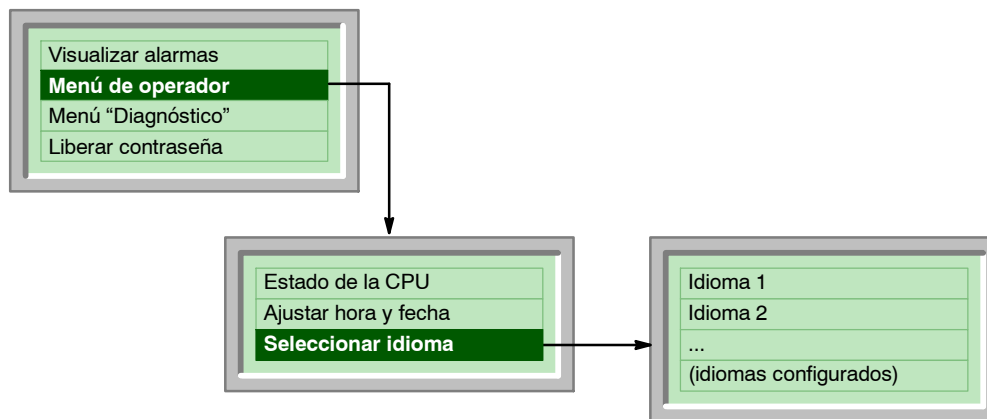 Visualizar alarmas
Menú de operador
Menú “Diagnóstico”
Liberar contraseña
Estado de la CPU
Ajustar hora y fecha
Seleccionar idioma
Idioma 1
Idioma 2
...
(idiomas configurados)